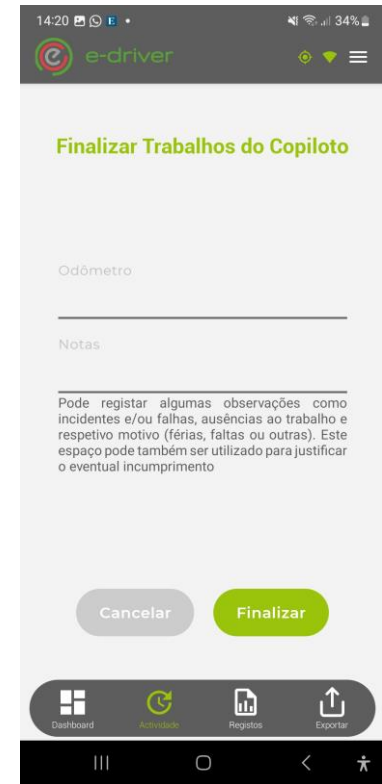 14:20 E 34%
e-driver
Finalizar Trabalhos do Copiloto
Odômetro
Notas
Pode registar algumas observações como
incidentes e/ou falhas, ausências ao trabalho e
respetivo motivo (férias, faltas ou outras). Este
espaço pode também ser utilizado para justificar
o eventual incumprimento
Cancelar Finalizar
Dashboard Actividade Registos Exportar